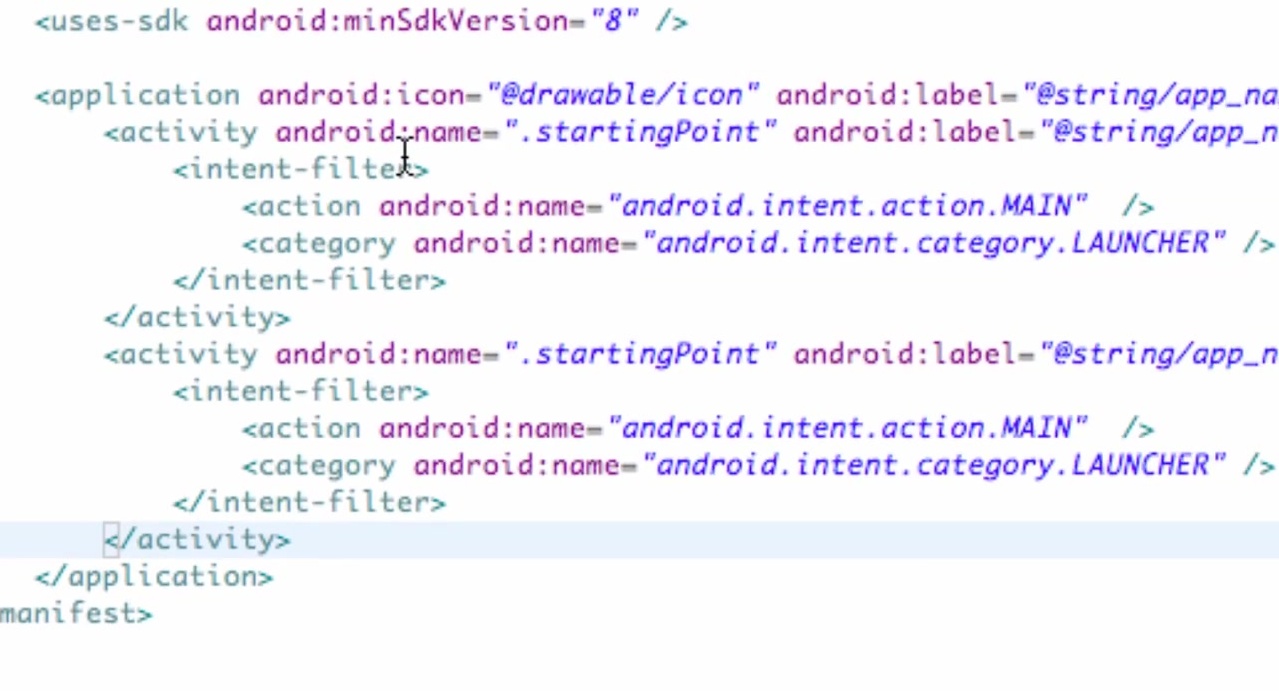 <uses-sdk android:minSdkVersion="8" />
<application android:icon="@drawable/icon" android:label="@string/app_na
<activity android:name=".startingPoint" android:label="@string/app_n
<intent-filter>
<action android:name="android.intent.action.MAIN"  />
<category android:name="android.intent.category.LAUNCHER" />
</intent-filter>
</activity>
<activity android:name=".startingPoint" android:label="@string/app_n
<intent-filter>
<action android:name="android.intent.action.MAIN"  />
<category android:name="android.intent.category.LAUNCHER" />
</intent-filter>
</activity>
</application>
manifest>